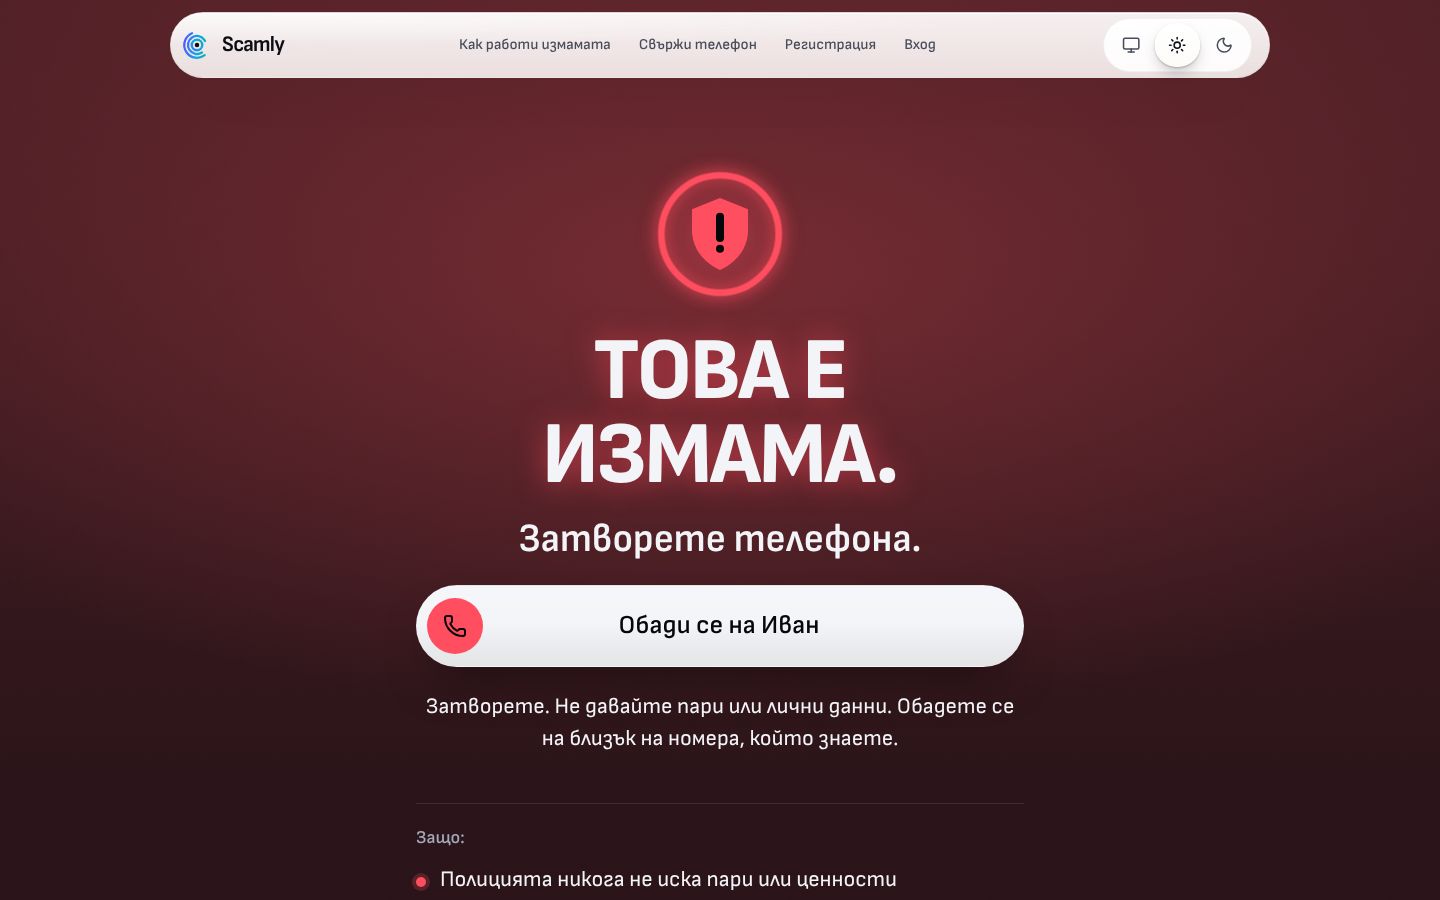 Scamly
Как работи измамата
Свържи телефон
Регистрация
Вход
ТОВА Е
ИЗМАМА.
Затворете телефона.
Обади се на Иван
Затворете. Не давайте пари или лични данни. Обадете се
на близък на номера, който знаете.
Защо:
Полицията никога не иска пари или ценности